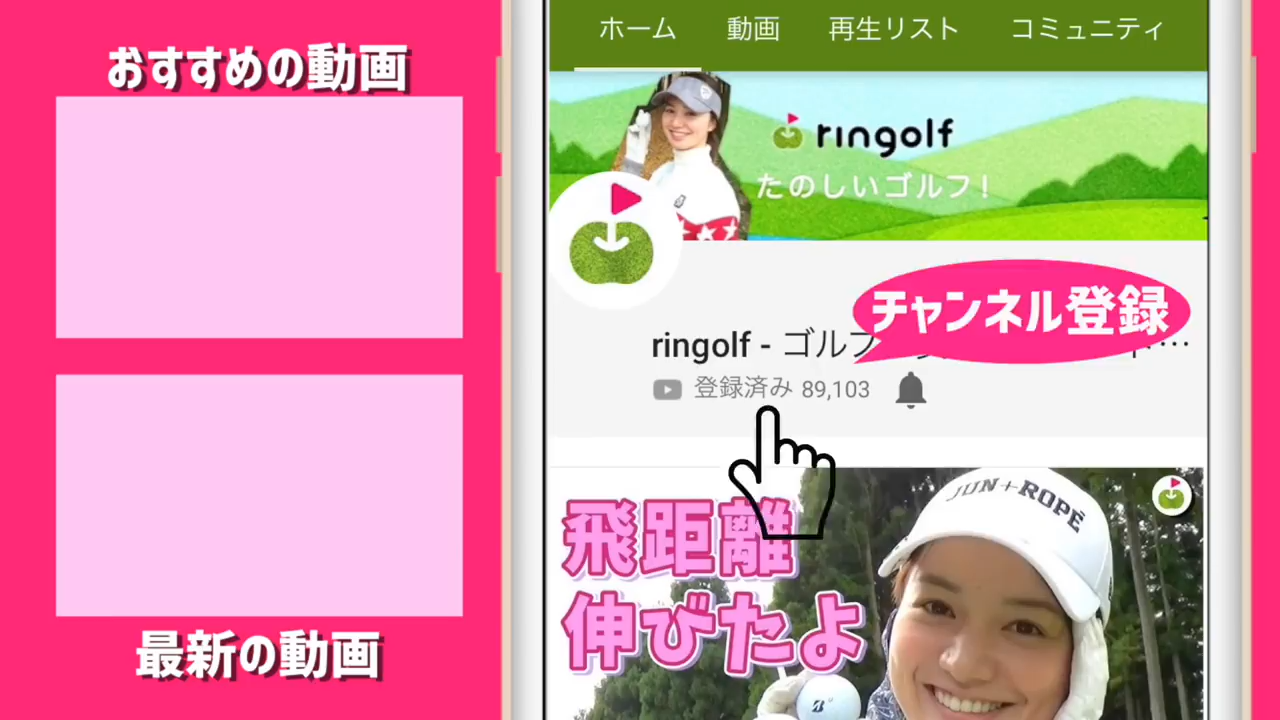 おすすめの動画
最新の動画
ホーム 動画 再生リスト コミュニティ
ringolf
たのしいゴルフ！
チャンネル登録
ringolf - ゴルフ
登録済み 89,103
飛距離
伸びたよ
JUN+ROPÉ
B